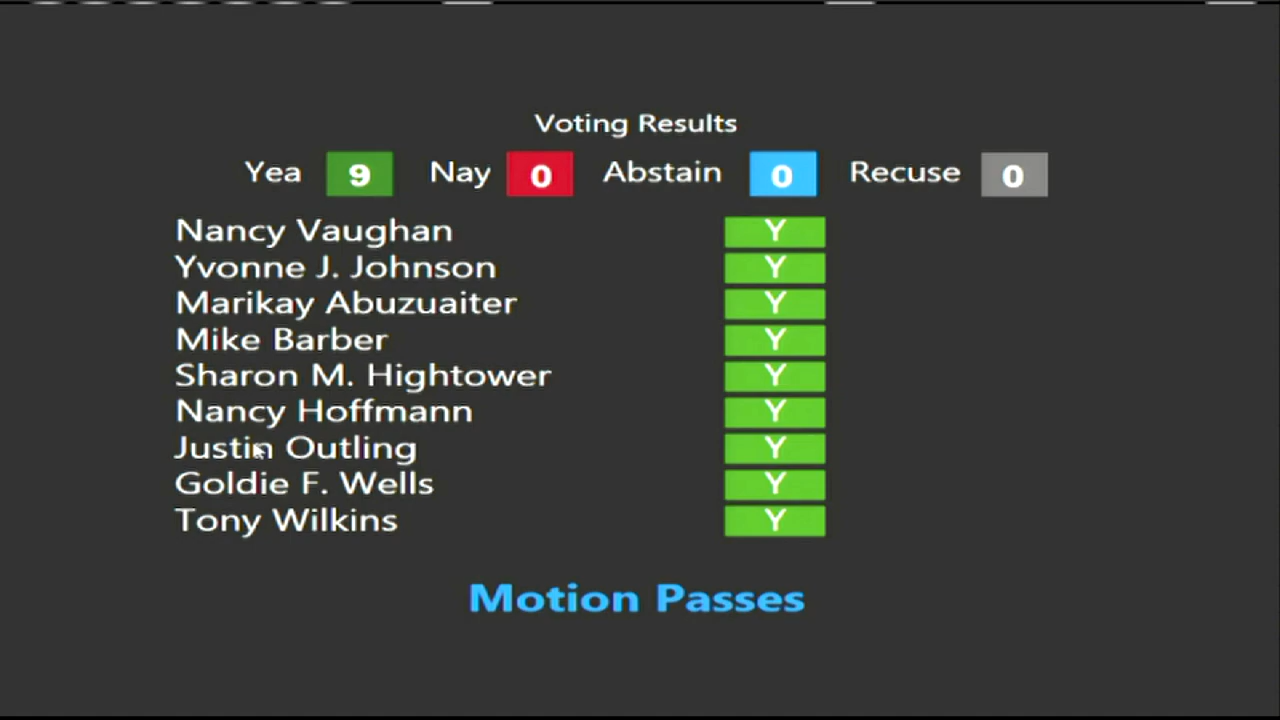 Voting Results
Yea 9 Nay 0 Abstain 0 Recuse 0
Nancy Vaughan Y
Yvonne J. Johnson Y
Marikay Abuzuaiter Y
Mike Barber Y
Sharon M. Hightower Y
Nancy Hoffmann Y
Justin Outling Y
Goldie F. Wells Y
Tony Wilkins Y
Motion Passes